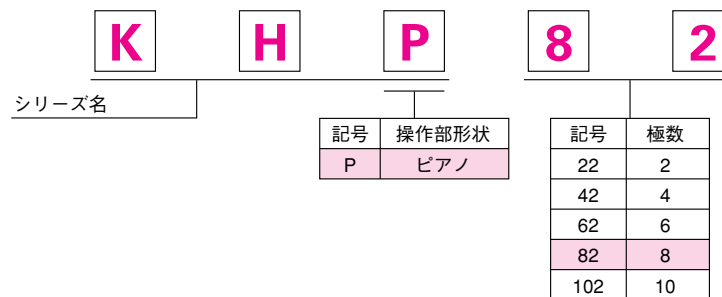 K H P 8 2
シリーズ名
記号 操作部形状
P ピアノ
記号 極数
22 2
42 4
62 6
82 8
102 10